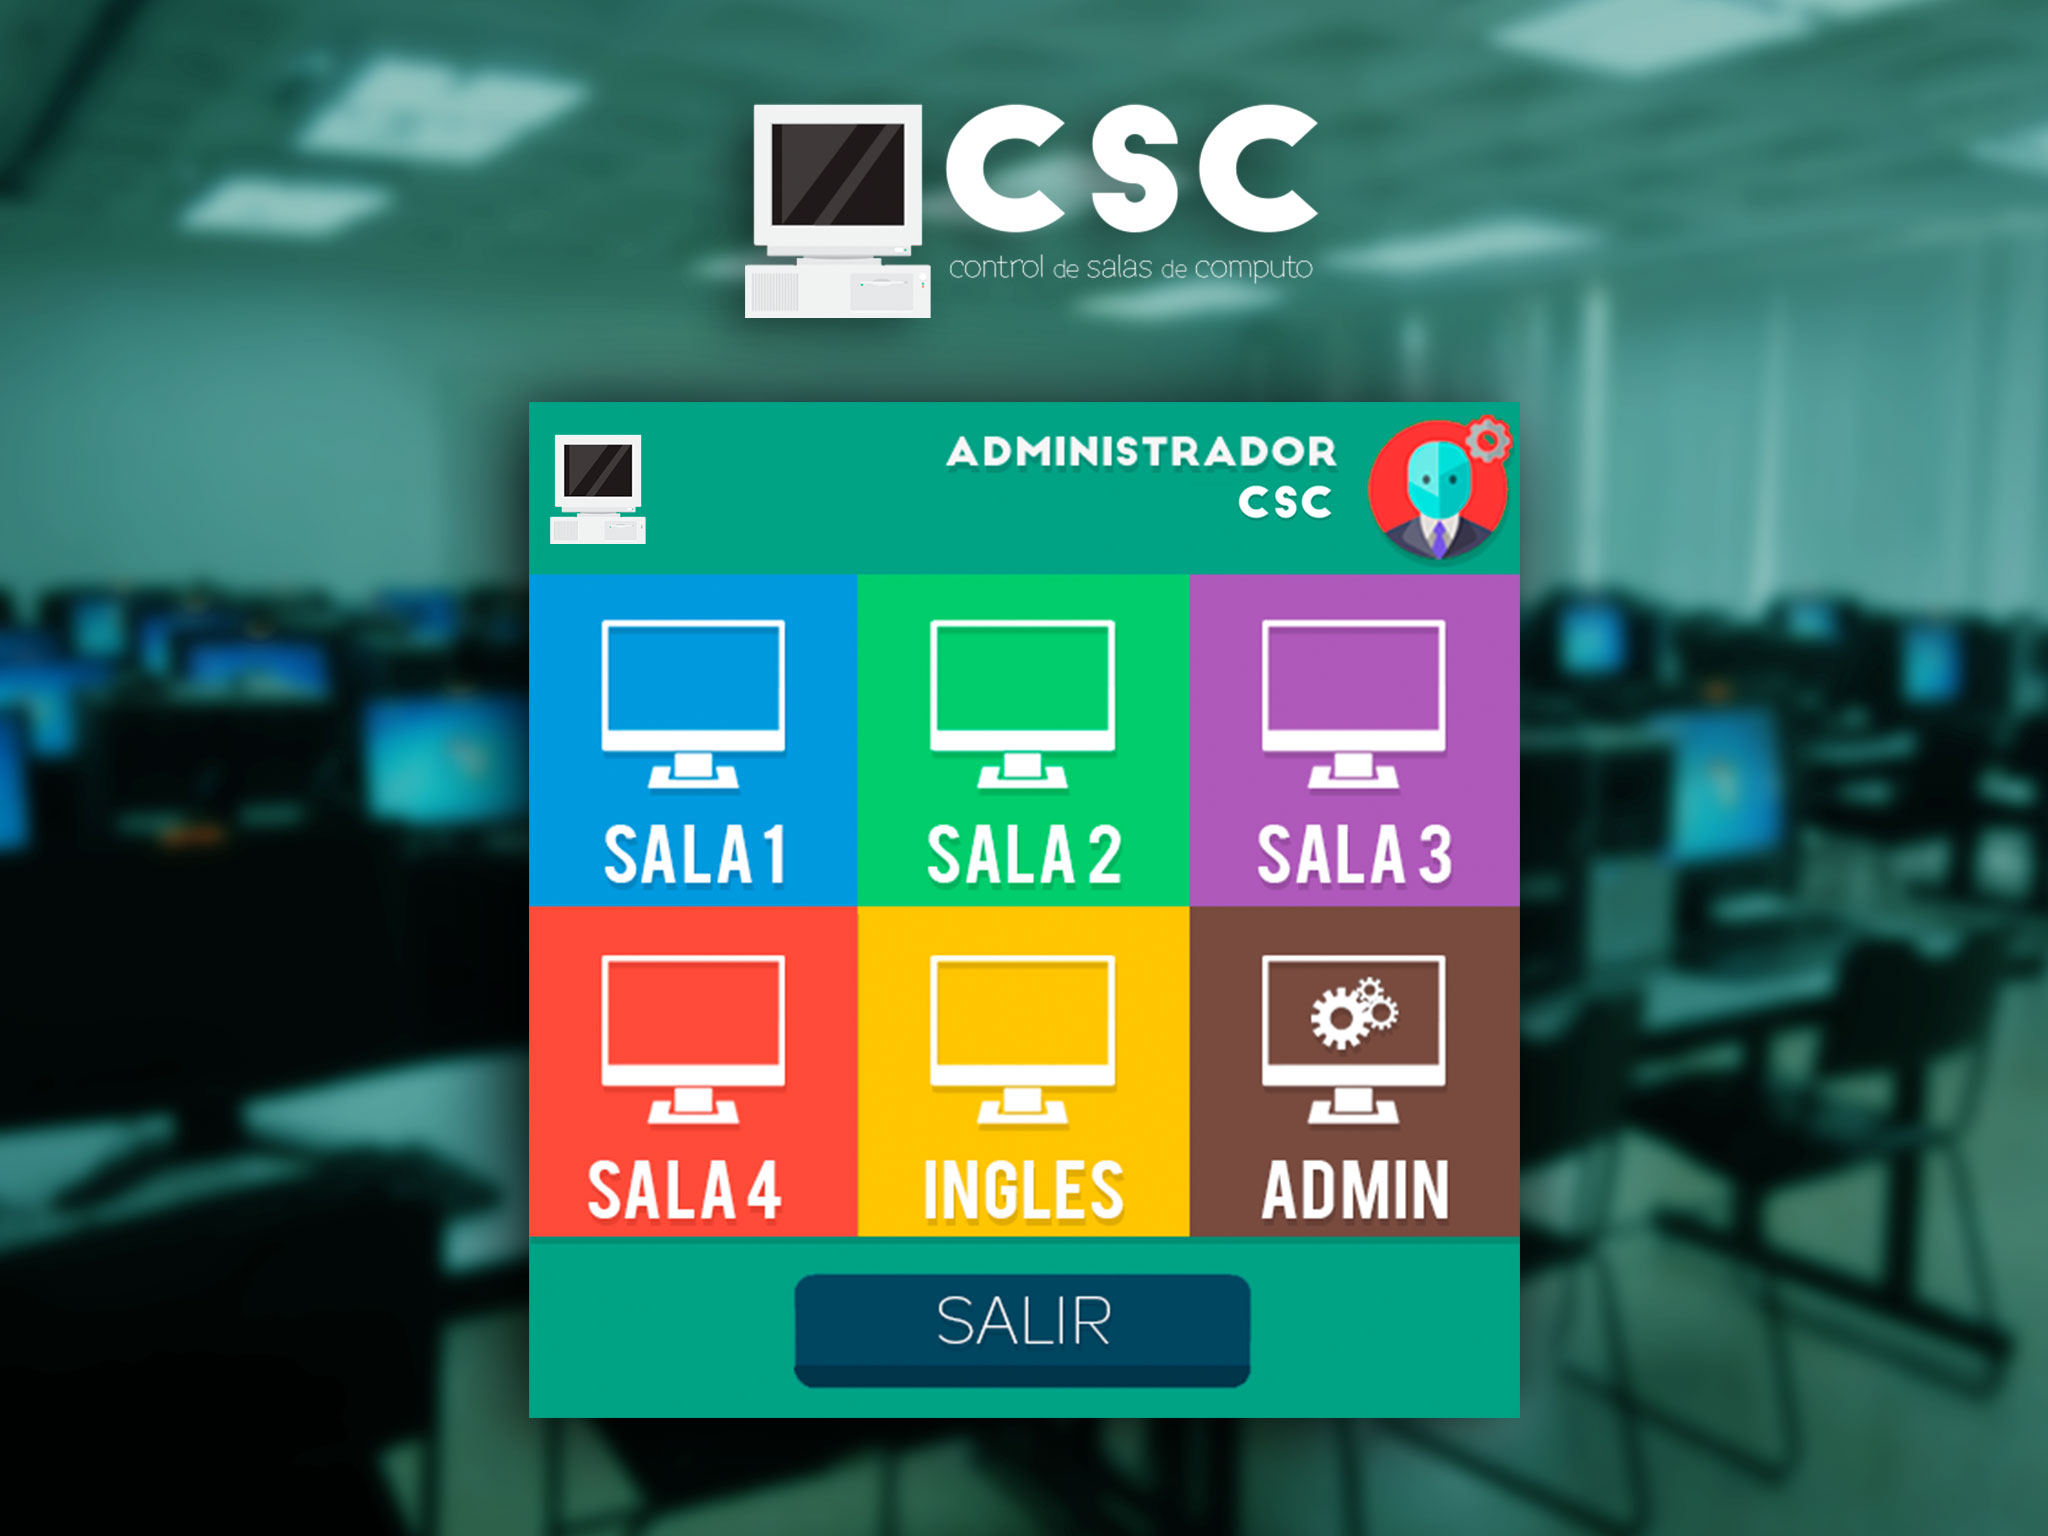 CSC
control de salas de computo
ADMINISTRADOR
CSC
SALA 1
SALA 2
SALA 3
SALA 4
INGLES
ADMIN
SALIR